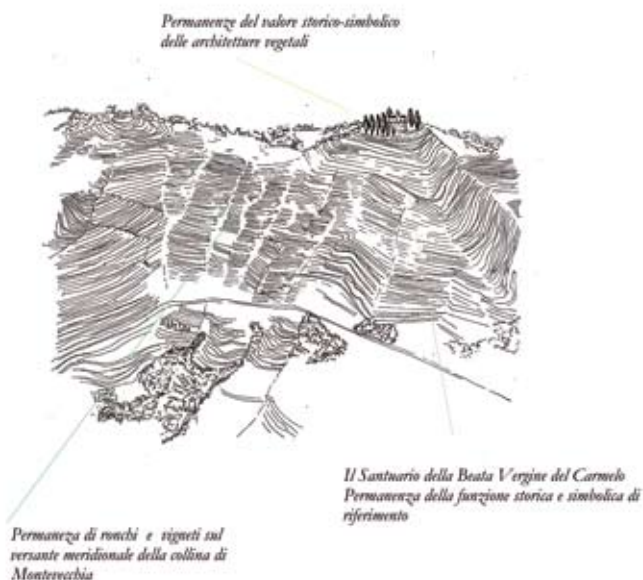 Permanenze del valore storico-simbolico
delle architetture vegetali
Il Santuario della Beata Vergine del Carmelo
Permanenza della funzione storica e simbolica di
riferimento
Permaneza di ronchi e vigneti sul
versante meridionale della collina di
Montevecchia